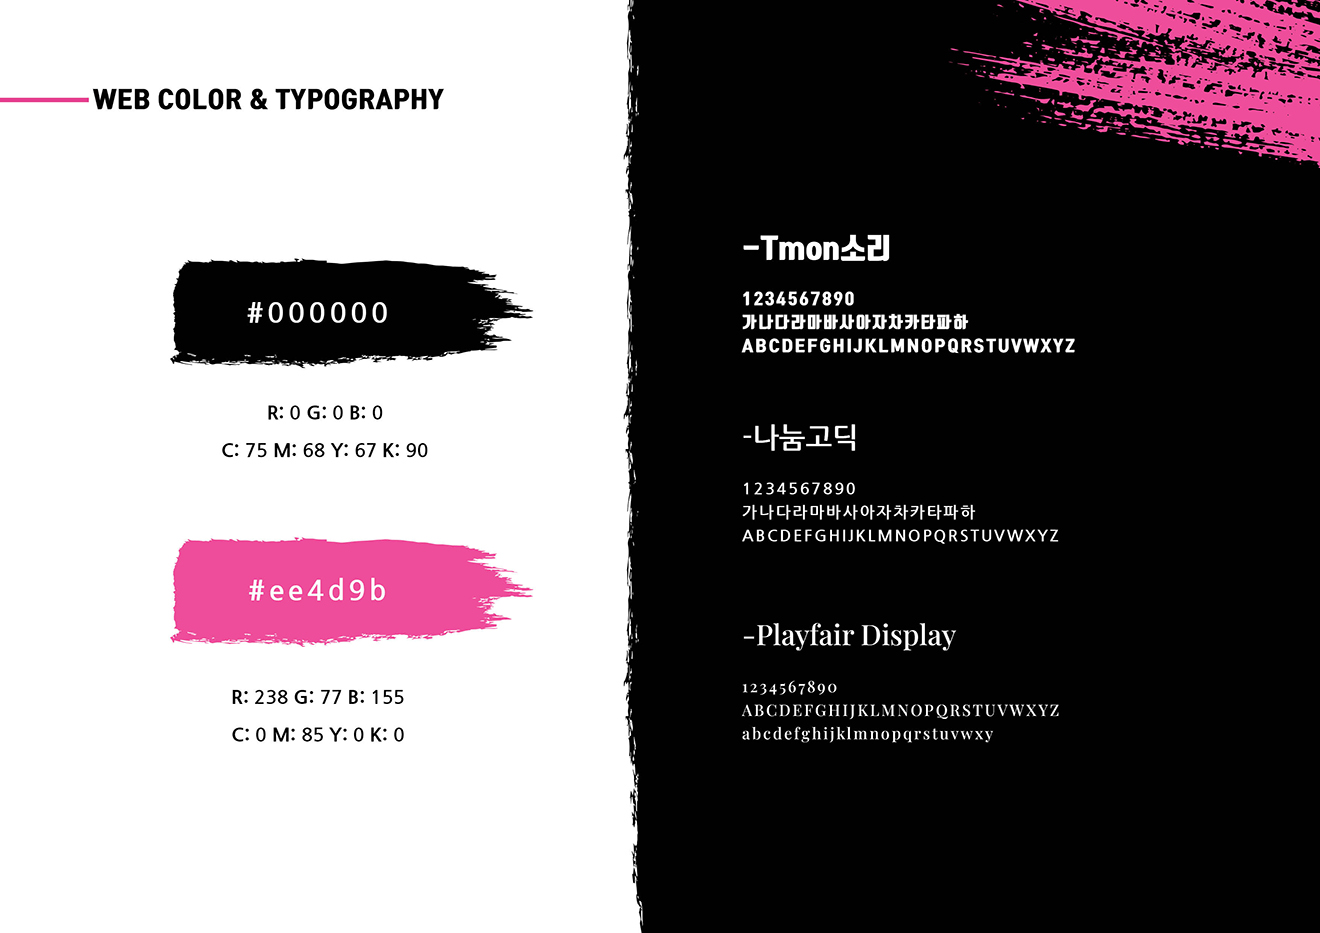 WEB COLOR & TYPOGRAPHY
#000000
R: 0 G: 0 B: 0
C: 75 M: 68 Y: 67 K: 90
#ee4d9b
R: 238 G: 77 B: 155
C: 0 M: 85 Y: 0 K: 0
-Tmon소리
1234567890
가나다라마바사아자차카타파하
ABCDEFGHIJKLMNOPQRSTUVWXYZ
-나눔고딕
1234567890
가나다라마바사아자차카타파하
ABCDEFGHIJKLMNOPQRSTUVWXYZ
-Playfair Display
1234567890
ABCDEFGHIJKLMNOPQRSTUVWXYZ
abcdefghijklmnopqrstuvwxy